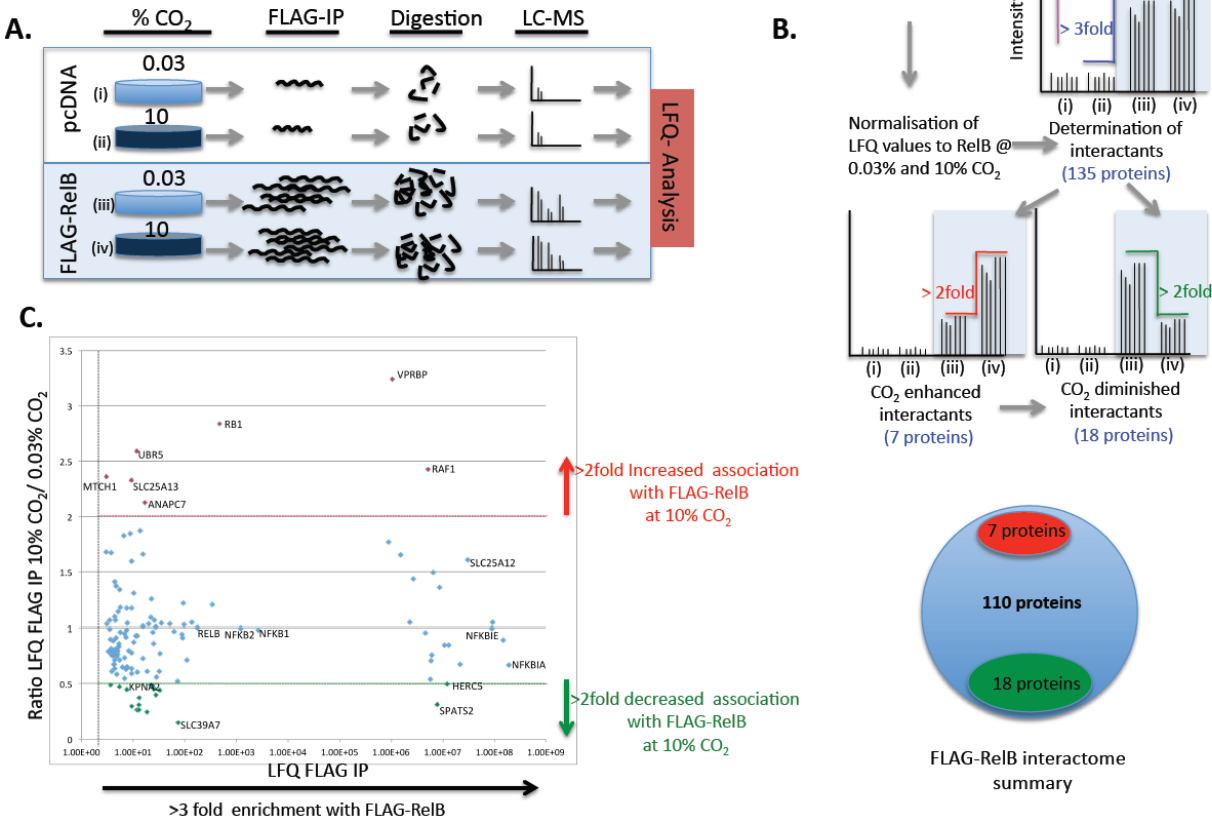 A.
% CO2
FLAG-IP
Digestion
LC-MS
pcDNA
FLAG-RelB
(i)
0.03
(ii)
10
(iii)
0.03
(iv)
10
LFQ- Analysis
B.
Intensity
> 3fold
(i) (ii) (iii) (iv)
Normalisation of
LFQ values to RelB @
0.03% and 10% CO2
Determination of
interactants
(135 proteins)
> 2fold
(i) (ii) (iii) (iv)
> 2fold
(i) (ii) (iii) (iv)
CO2 enhanced
interactants
(7 proteins)
CO2 diminished
interactants
(18 proteins)
7 proteins
110 proteins
18 proteins
FLAG-RelB interactome
summary
C.
Ratio LFQ FLAG IP 10% CO2/ 0.03% CO2
3.5
3
2.5
2
1.5
1
0.5
0
VPRBP
RB1
UBR5
RAF1
MTCH1
SLC25A13
ANAPC7
SLC25A12
RELB
NFKB2
NFKB1
NFKBIE
NFKBIA
KPNA2
HERC5
SPATS2
SLC39A7
1.00E+00 1.00E+01 1.00E+02 1.00E+03 1.00E+04 1.00E+05 1.00E+06 1.00E+07 1.00E+08 1.00E+09
LFQ FLAG IP
>3 fold enrichment with FLAG-RelB
>2fold Increased association
with FLAG-RelB
at 10% CO2
>2fold decreased association
with FLAG-RelB
at 10% CO2